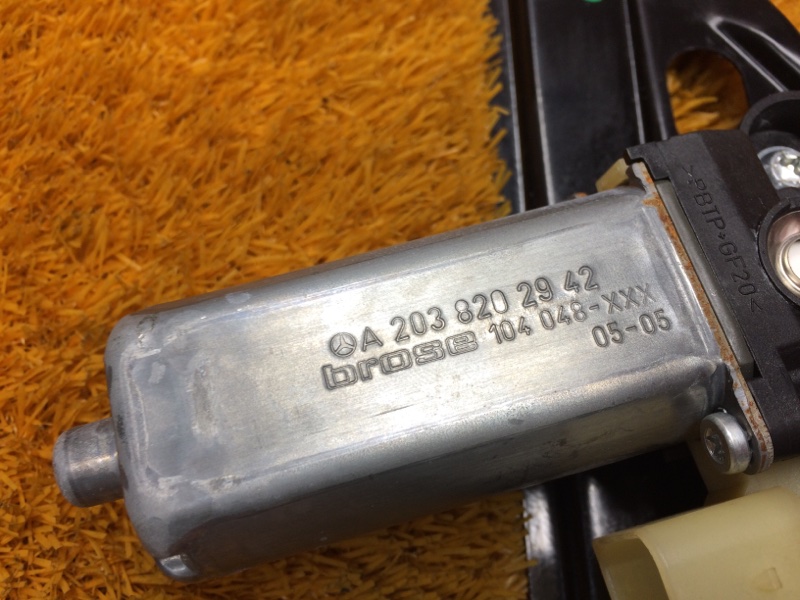 A 203 820 29 42
brose 104 048-XXX
05-05
>PBTP+GF20<